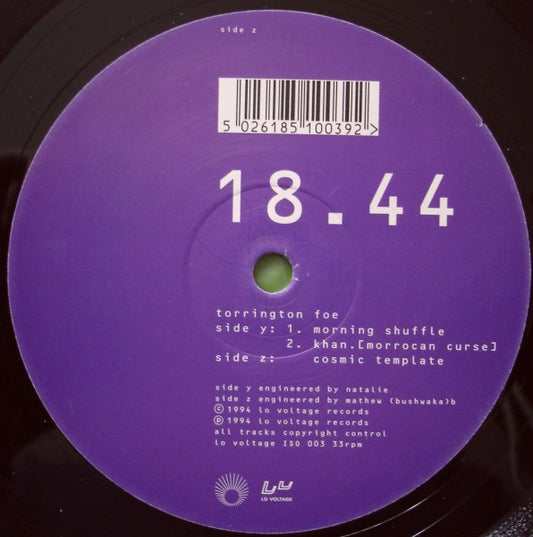 side z
5 026185 100392 >
18.44
torrington foe
side y: 1. morning shuffle
2. khan.[morrocan curse]
side z: cosmic template
side y engineered by natalie
side z engineered by mathew (bushwaka)b
©1994 lo voltage records
℗1994 lo voltage records
all tracks copyright control
lo voltage ISO 003 33rpm
LO VOLTAGE